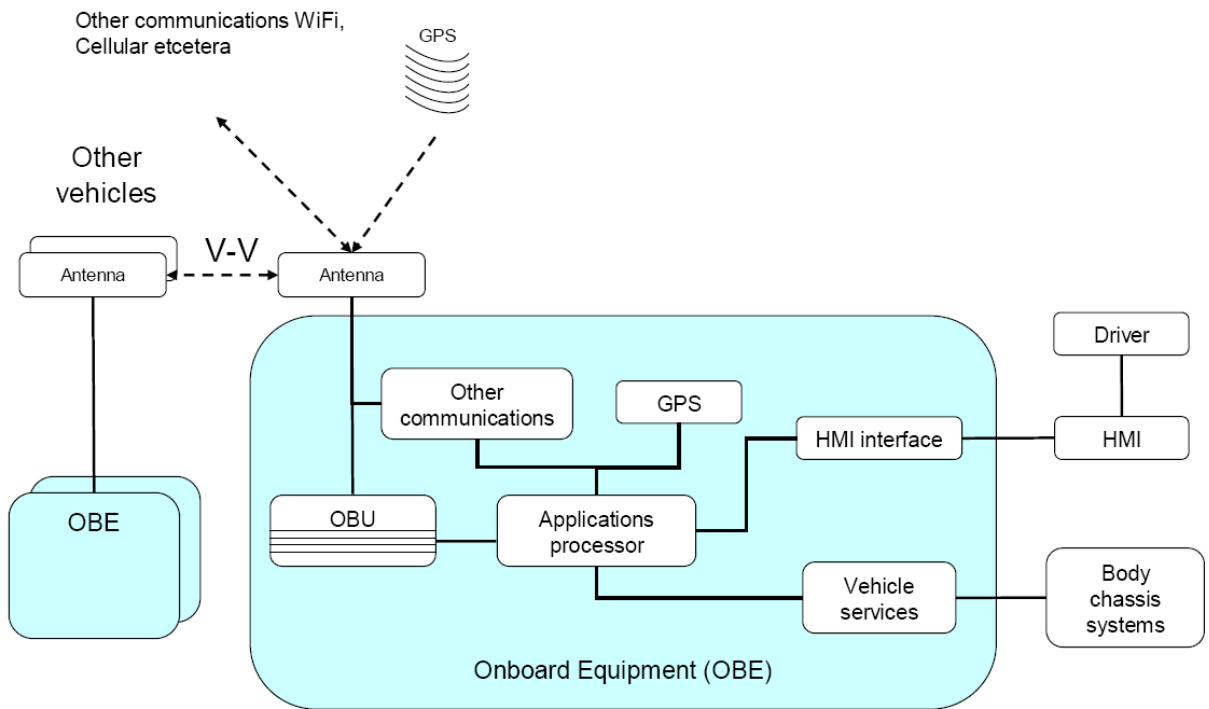 Other communications WiFi,
Cellular etcetera
GPS
Other
vehicles
V-V
Antenna
Antenna
Driver
Other
communications
GPS
HMI interface
HMI
OBE
OBU
Applications
processor
Vehicle
services
Body
chassis
systems
Onboard Equipment (OBE)